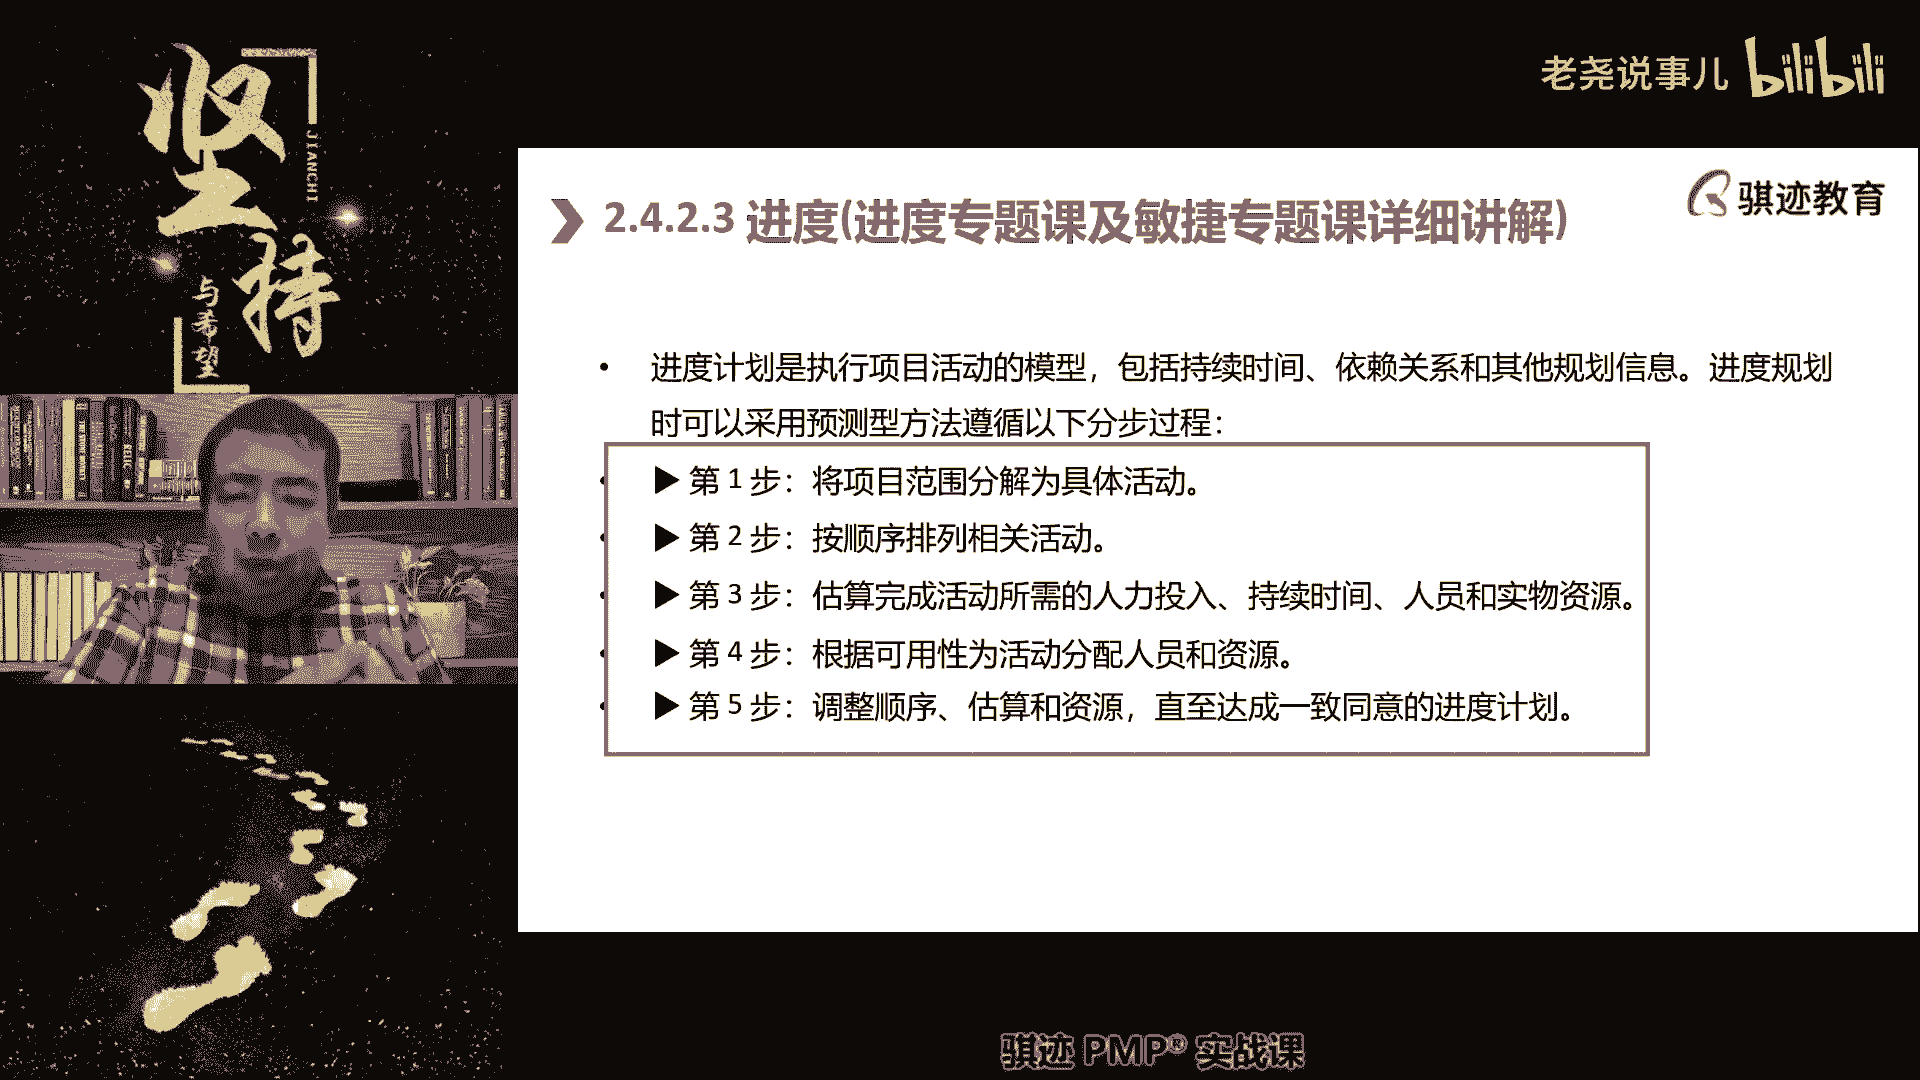 坚持
JIANCHI
与希望
老尧说事儿 bilibili
骐迹教育
2.4.2.3 进度(进度专题课及敏捷专题课详细讲解)
• 进度计划是执行项目活动的模型，包括持续时间、依赖关系和其他规划信息。进度规划
时可以采用预测型方法遵循以下分步过程：
▶ 第 1 步：将项目范围分解为具体活动。
▶ 第 2 步：按顺序排列相关活动。
▶ 第 3 步：估算完成活动所需的人力投入、持续时间、人员和实物资源。
▶ 第 4 步：根据可用性为活动分配人员和资源。
▶ 第 5 步：调整顺序、估算和资源，直至达成一致同意的进度计划。
骐迹 PMP® 实战课